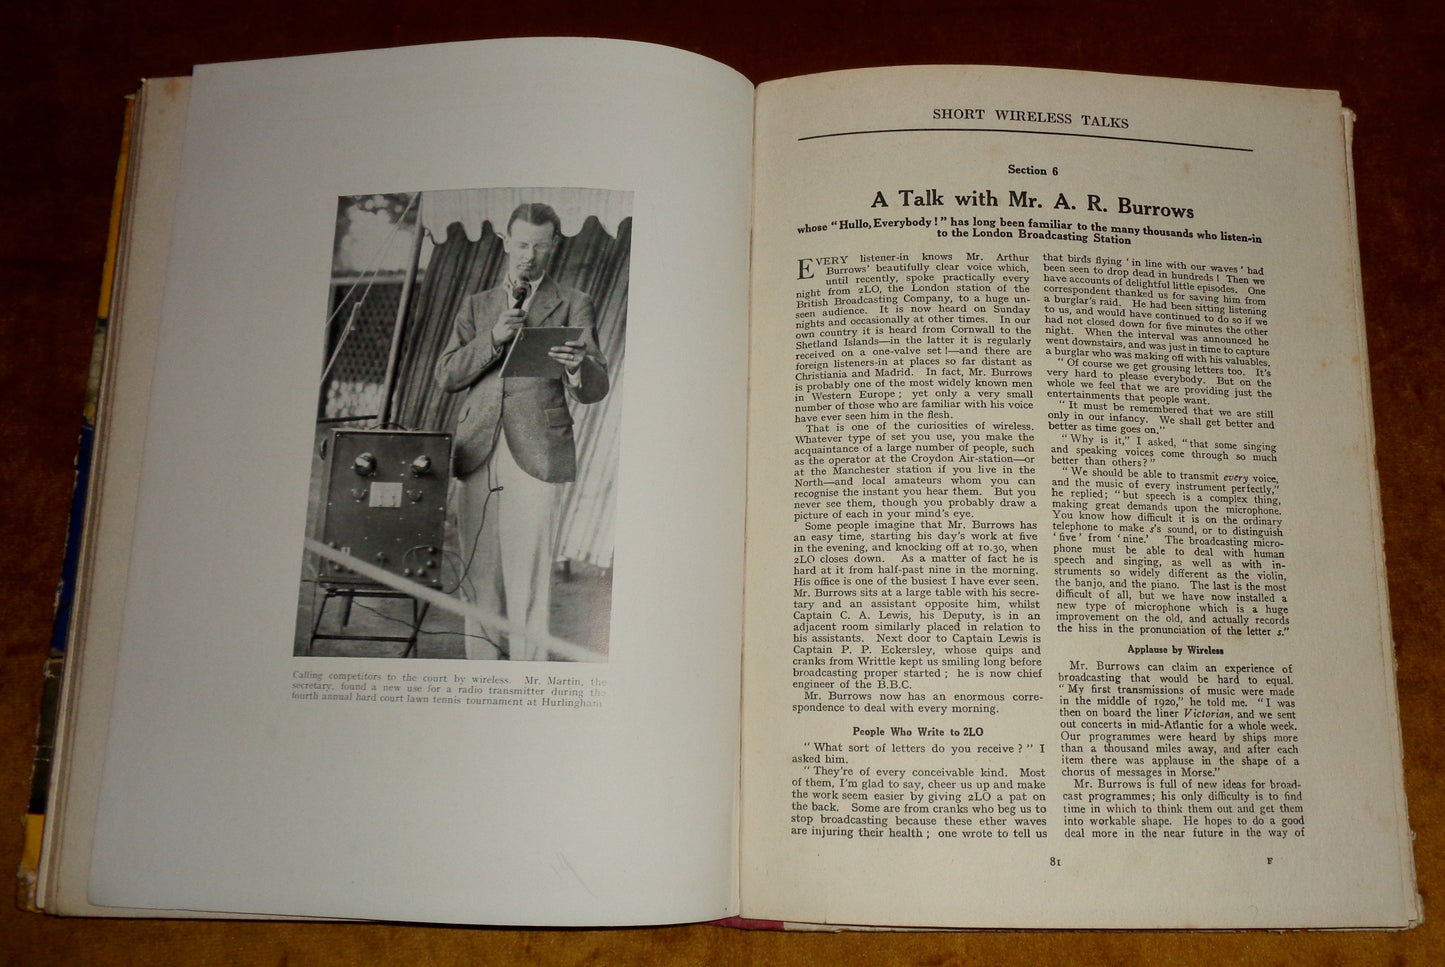 Calling competitors to the court by wireless. Mr. Martin, the
secretary, found a new use for a radio transmitter during the
fourth annual hard court lawn tennis tournament at Hurlingham
SHORT WIRELESS TALKS
Section 6
A Talk with Mr. A. R. Burrows
whose "Hullo, Everybody!" has long been familiar to the many thousands who listen-in
to the London Broadcasting Station
EVERY listener-in knows Mr. Arthur
Burrows' beautifully clear voice which,
until recently, spoke practically every
night from 2LO, the London station of the
British Broadcasting Company, to a huge un-
seen audience. It is now heard on Sunday
nights and occasionally at other times. In our
own country it is heard from Cornwall to the
Shetland Islands—in the latter it is regularly
received on a one-valve set!—and there are
foreign listeners-in at places so far distant as
Christiania and Madrid. In fact, Mr. Burrows
is probably one of the most widely known men
in Western Europe; yet only a very small
number of those who are familiar with his voice
have ever seen him in the flesh.
That is one of the curiosities of wireless.
Whatever type of set you use, you make the
acquaintance of a large number of people, such
as the operator at the Croydon Air-station—or
at the Manchester station if you live in the
North—and local amateurs whom you can
recognise the instant you hear them. But you
never see them, though you probably draw a
picture of each in your mind's eye.
Some people imagine that Mr. Burrows has
an easy time, starting his day's work at five
in the evening, and knocking off at 10.30, when
2LO closes down. As a matter of fact he is
hard at it from half-past nine in the morning.
His office is one of the busiest I have ever seen.
Mr. Burrows sits at a large table with his secre-
tary and an assistant opposite him, whilst
Captain C. A. Lewis, his Deputy, is in an
adjacent room similarly placed in relation to
his assistants. Next door to Captain Lewis is
Captain P. P. Eckersley, whose quips and
cranks from Writtle kept us smiling long before
broadcasting proper started; he is now chief
engineer of the B.B.C.
Mr. Burrows now has an enormous corre-
spondence to deal with every morning.
People Who Write to 2LO
"What sort of letters do you receive?" I
asked him.
"They're of every conceivable kind. Most
of them, I'm glad to say, cheer us up and make
the work seem easier by giving 2LO a pat on
the back. Some are from cranks who beg us to
stop broadcasting because these ether waves
are injuring their health; one wrote to tell us
that birds flying 'in line with our waves' had
been seen to drop dead in hundreds! Then we
have accounts of delightful little episodes. One
correspondent thanked us for saving him from
a burglar's raid. He had been sitting listening
to us, and would have continued to do so if we
had not closed down for five minutes the other
night. When the interval was announced he
went downstairs, and was just in time to capture
a burglar who was making off with his valuables.
"Of course we get grousing letters too. It's
very hard to please everybody. But on the
whole we feel that we are providing just the
entertainments that people want.
"It must be remembered that we are still
only in our infancy. We shall get better and
better as time goes on."
"Why is it," I asked, "that some singing
and speaking voices come through so much
better than others?"
"We should be able to transmit every voice,
and the music of every instrument perfectly,"
he replied; "but speech is a complex thing,
making great demands upon the microphone.
You know how difficult it is on the ordinary
telephone to make s's sound, or to distinguish
'five' from 'nine.' The broadcasting micro-
phone must be able to deal with human
speech and singing, as well as with in-
struments so widely different as the violin,
the banjo, and the piano. The last is the most
difficult of all, but we have now installed a
new type of microphone which is a huge
improvement on the old, and actually records
the hiss in the pronunciation of the letter s."
Applause by Wireless
Mr. Burrows can claim an experience of
broadcasting that would be hard to equal.
"My first transmissions of music were made
in the middle of 1920," he told me. "I was
then on board the liner Victorian, and we sent
out concerts in mid-Atlantic for a whole week.
Our programmes were heard by ships more
than a thousand miles away, and after each
item there was applause in the shape of a
chorus of messages in Morse."
Mr. Burrows is full of new ideas for broad-
cast programmes; his only difficulty is to find
time in which to think them out and get them
into workable shape. He hopes to do a good
deal more in the near future in the way of
81
F